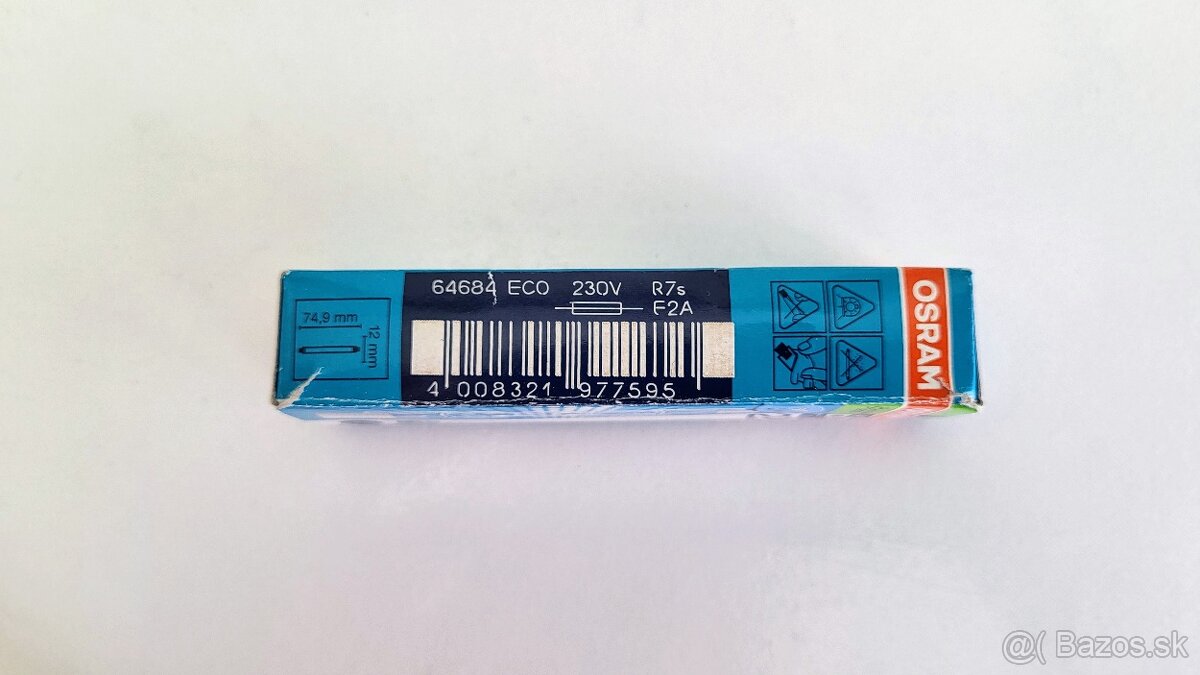 74,9 mm
12 mm
64684 ECO 230V R7s
F2A
4 008321 977595
OSRAM
@( Bazos.sk